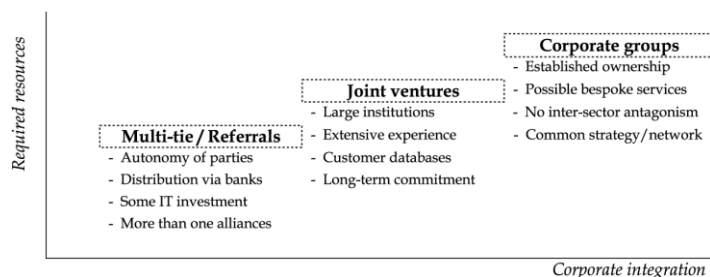 Required resources
Corporate groups
- Established ownership
- Possible bespoke services
- No inter-sector antagonism
- Common strategy/network
Joint ventures
- Large institutions
- Extensive experience
- Customer databases
- Long-term commitment
Multi-tie / Referrals
- Autonomy of parties
- Distribution via banks
- Some IT investment
- More than one alliances
Corporate integration